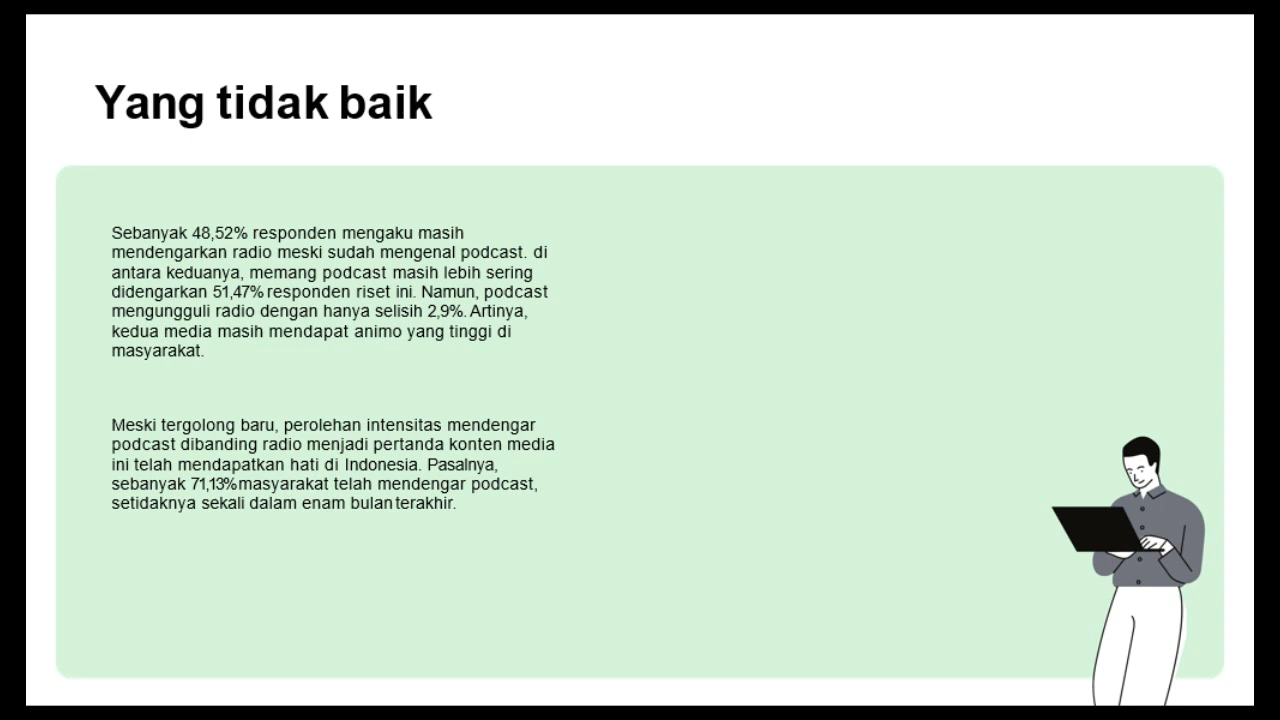 Yang tidak baik
Sebanyak 48,52% responden mengaku masih
mendengarkan radio meski sudah mengenal podcast. di
antara keduanya, memang podcast masih lebih sering
didengarkan 51,47% responden riset ini. Namun, podcast
mengungguli radio dengan hanya selisih 2,9%. Artinya,
kedua media masih mendapat animo yang tinggi di
masyarakat.
Meski tergolong baru, perolehan intensitas mendengar
podcast dibanding radio menjadi pertanda konten media
ini telah mendapatkan hati di Indonesia. Pasalnya,
sebanyak 71,13% masyarakat telah mendengar podcast,
setidaknya sekali dalam enam bulan terakhir.